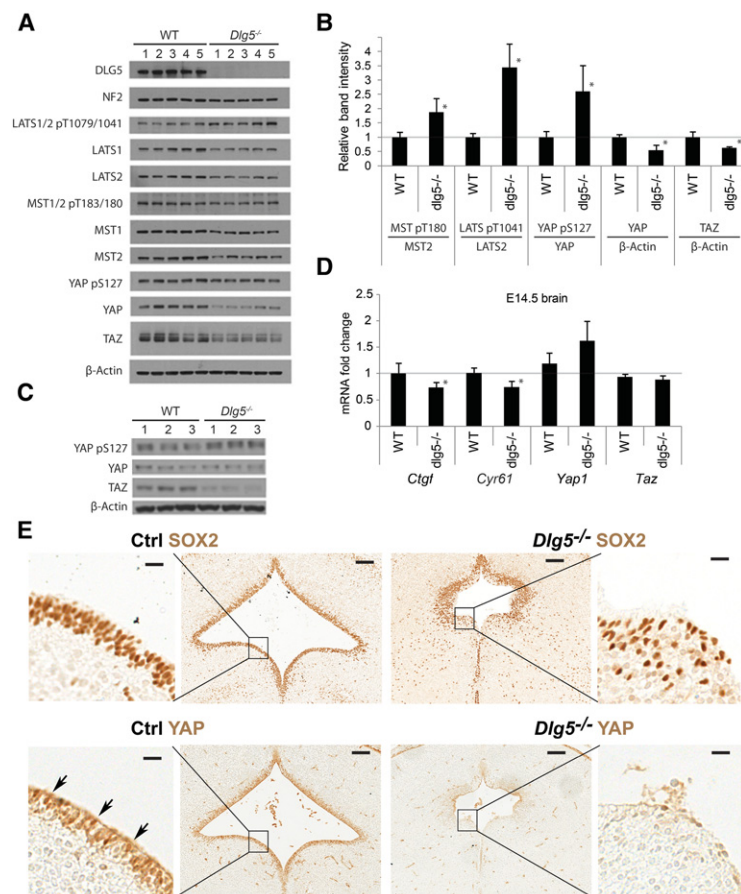 A
WT Dlg5-/-
1 2 3 4 5 1 2 3 4 5
DLG5
NF2
LATS1/2 pT1079/1041
LATS1
LATS2
MST1/2 pT183/180
MST1
MST2
YAP pS127
YAP
TAZ
β-Actin
B
Relative band intensity
4
3.5
3
2.5
2
1.5
1
0.5
0
* * * * *
WT dlg5-/- WT dlg5-/- WT dlg5-/- WT dlg5-/- WT dlg5-/-
MST pT180 LATS pT1041 YAP pS127 YAP TAZ
MST2 LATS2 YAP β-Actin β-Actin
C
WT Dlg5-/-
1 2 3 1 2 3
YAP pS127
YAP
TAZ
β-Actin
D
E14.5 brain
mRNA fold change
2.5
2
1.5
1
0.5
0
* *
WT dlg5-/- WT dlg5-/- WT dlg5-/- WT dlg5-/-
Ctgf Cyr61 Yap1 Taz
E
Ctrl SOX2 Dlg5-/- SOX2
Ctrl YAP Dlg5-/- YAP